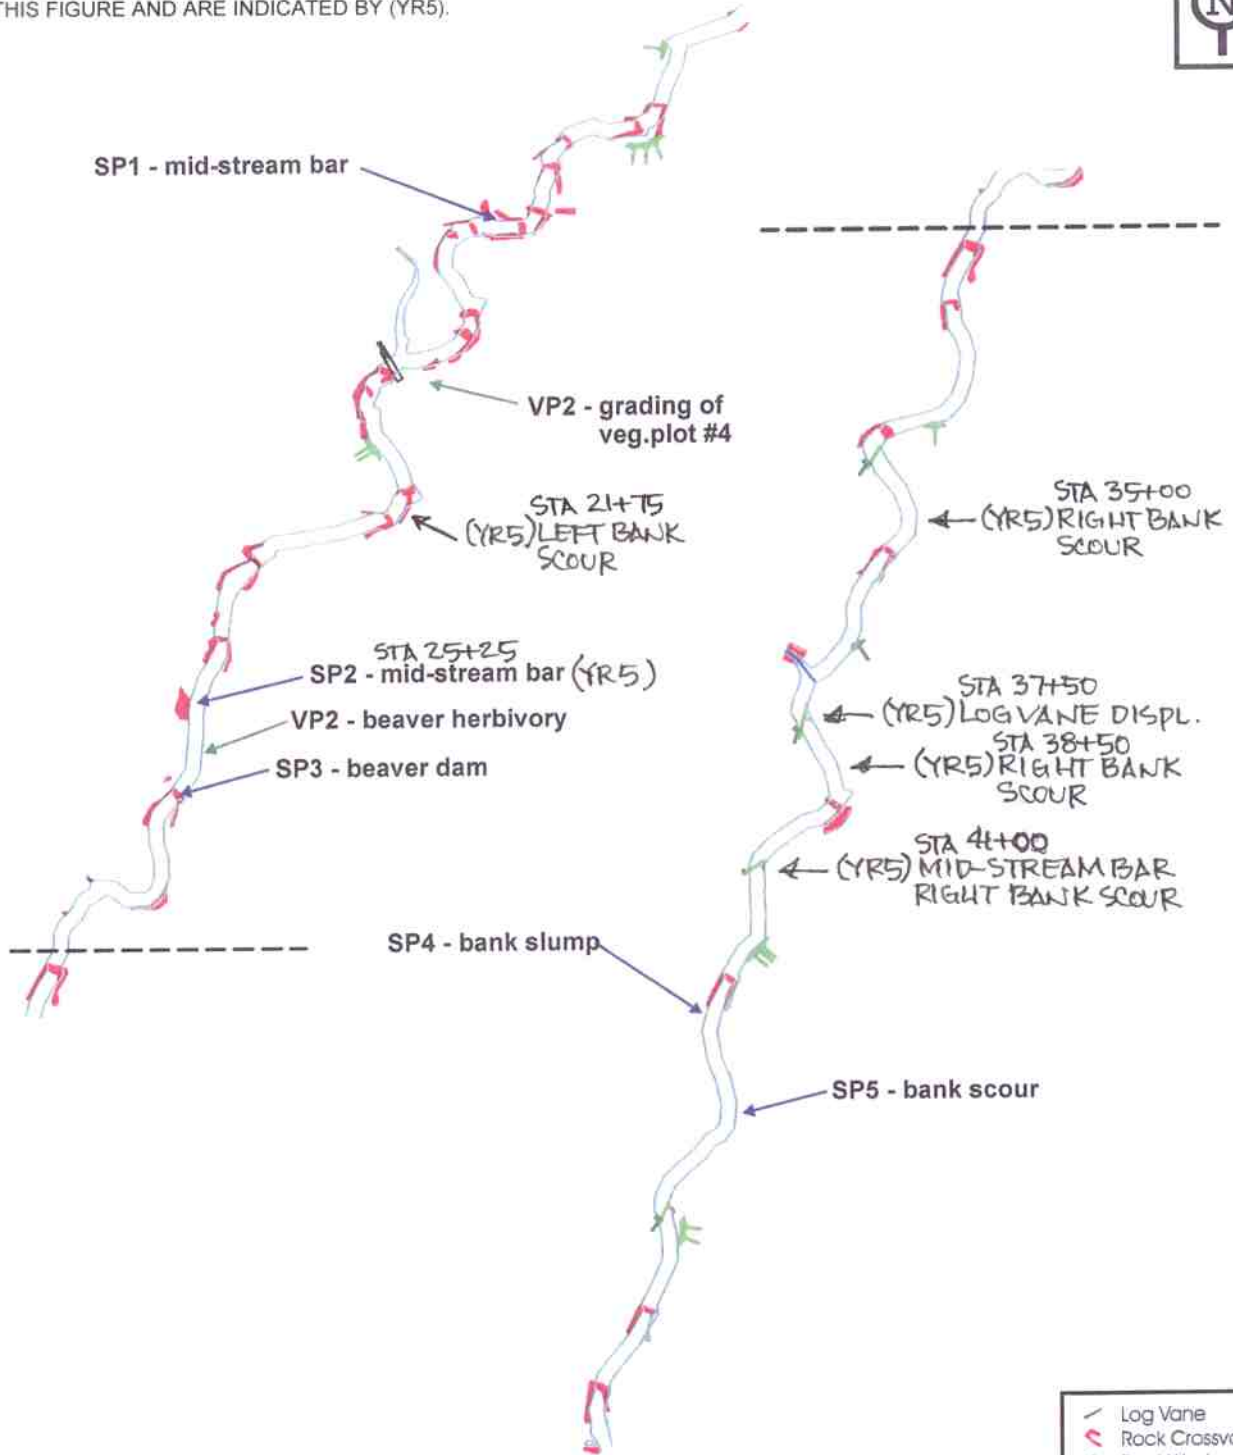 THIS FIGURE AND ARE INDICATED BY (YR5).
N
SP1 - mid-stream bar
VP2 - grading of
veg.plot #4
STA 21+75
(YR5) LEFT BANK
SCOUR
STA 25+25
SP2 - mid-stream bar (YR5)
VP2 - beaver herbivory
SP3 - beaver dam
STA 35+00
(YR5) RIGHT BANK
SCOUR
STA 37+50
(YR5) LOG VANE DISPL.
STA 38+50
(YR5) RIGHT BANK
SCOUR
STA 41+00
(YR5) MID-STREAM BAR
RIGHT BANK SCOUR
SP4 - bank slump
SP5 - bank scour
Log Vane
Rock Crossva